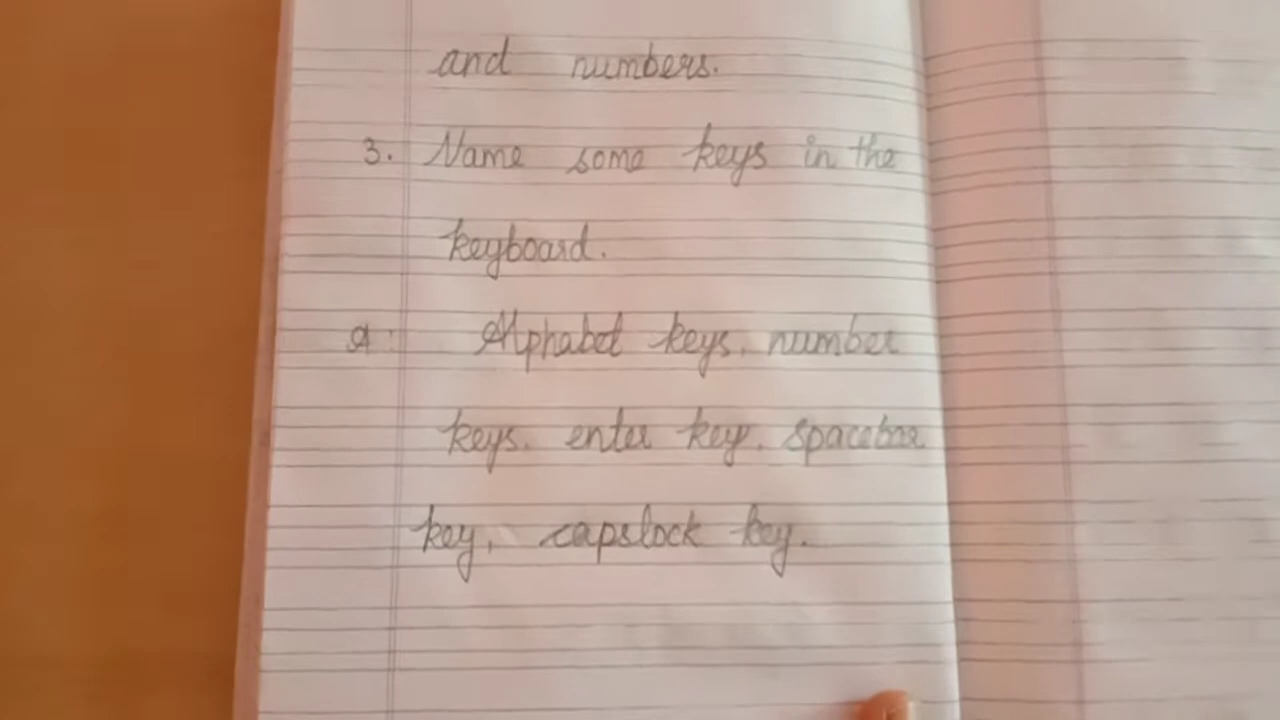 and numbers.
3. Name some keys in the
keyboard.
A: Alphabet keys, number
keys, enter key, spacebar
key, capslock key.